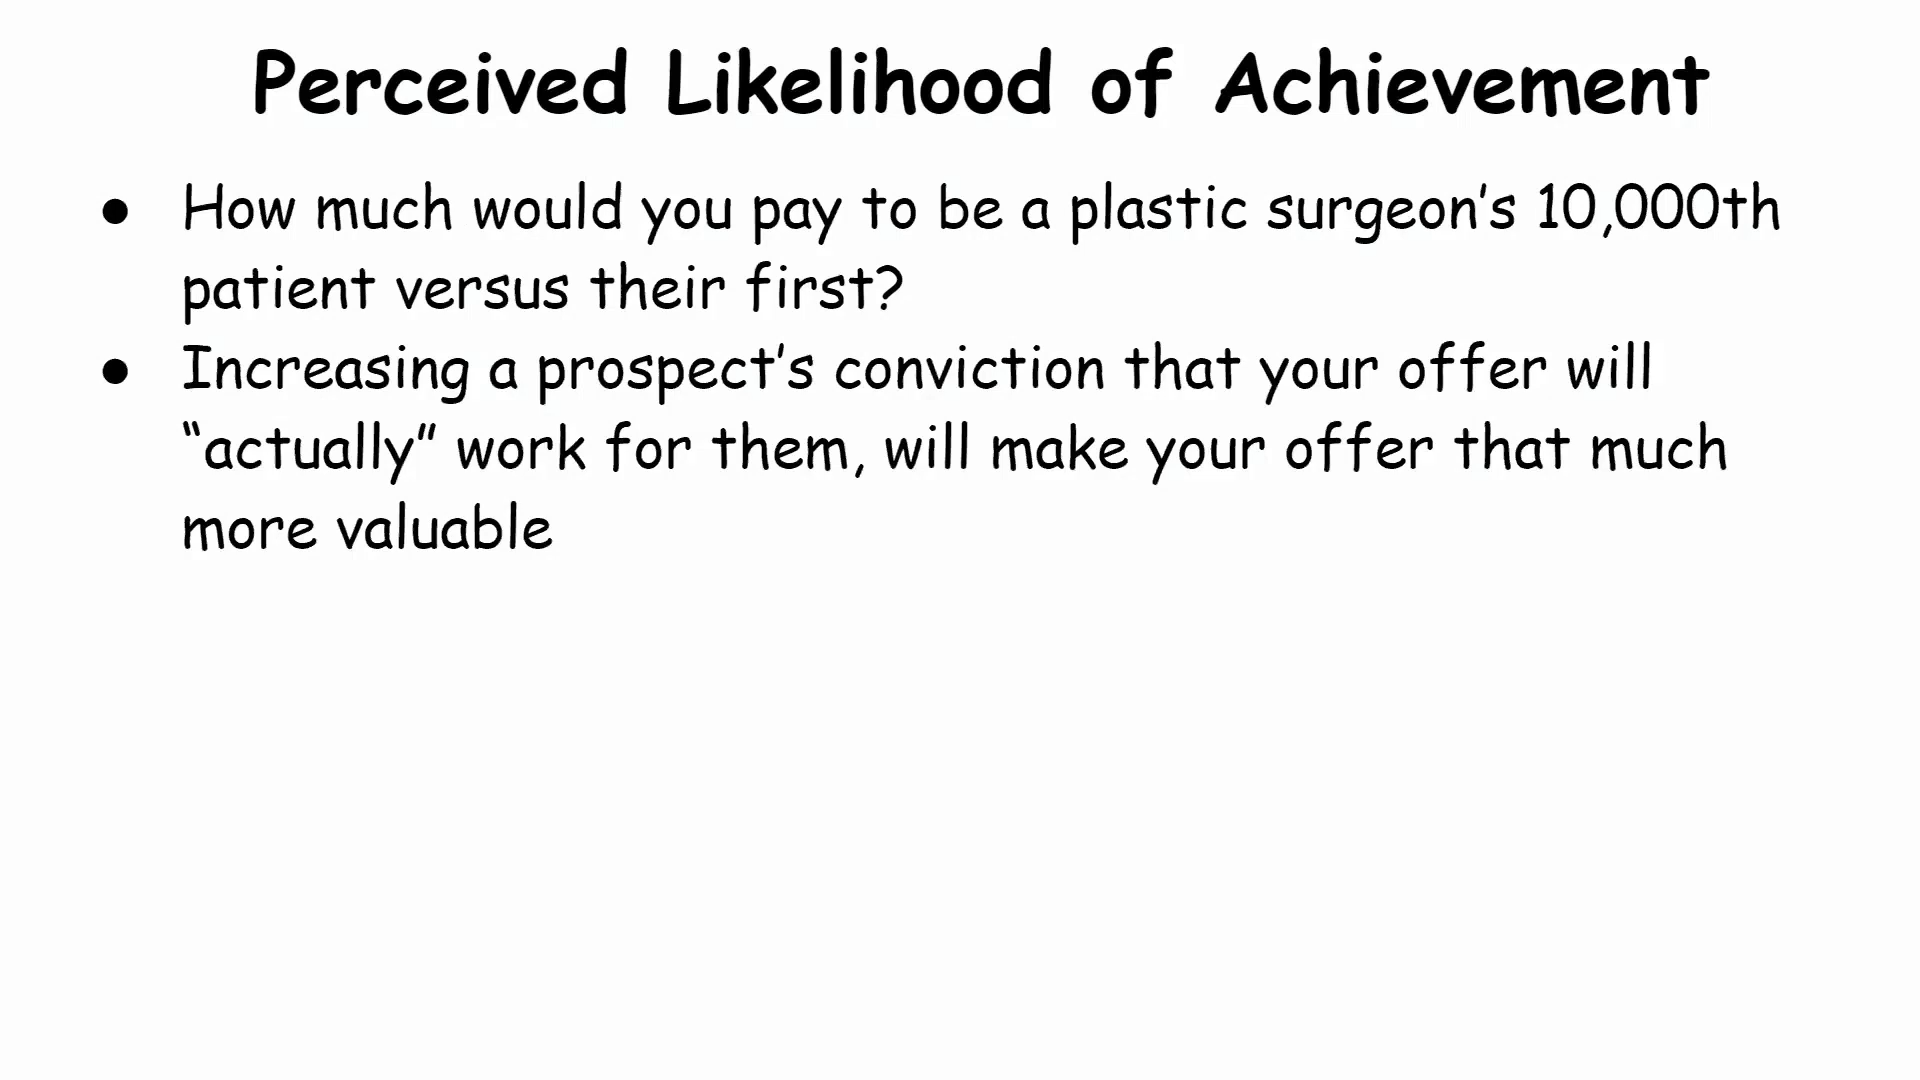 Perceived Likelihood of Achievement
● How much would you pay to be a plastic surgeon’s 10,000th
patient versus their first?
● Increasing a prospect’s conviction that your offer will
“actually” work for them, will make your offer that much
more valuable